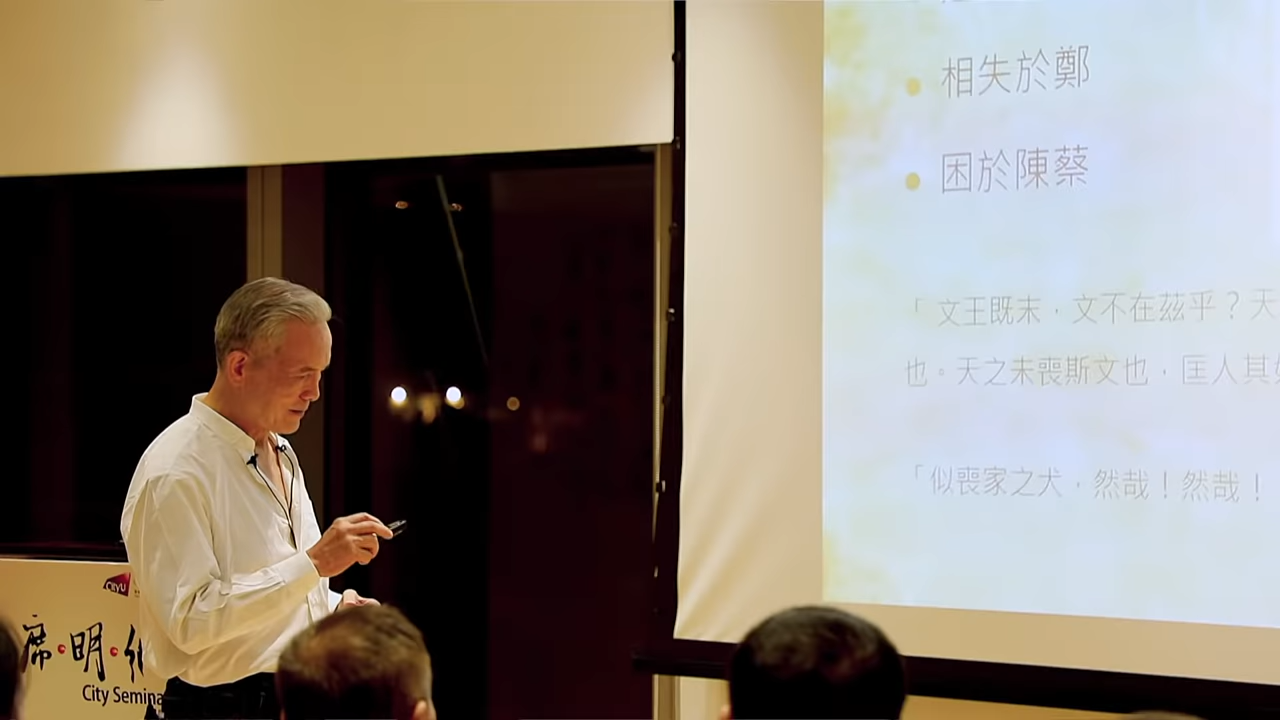 相失於鄭
困於陳蔡
「文王既末，文不在茲乎？天
也。天之未喪斯文也，匡人其
「似喪家之犬，然哉！然哉！
CityU
席·明·
City Semina